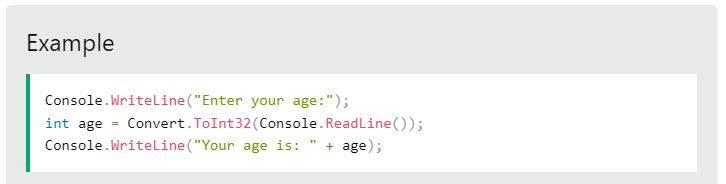 Example
Console.WriteLine("Enter your age:");
int age = Convert.ToInt32(Console.ReadLine());
Console.WriteLine("Your age is: " + age);